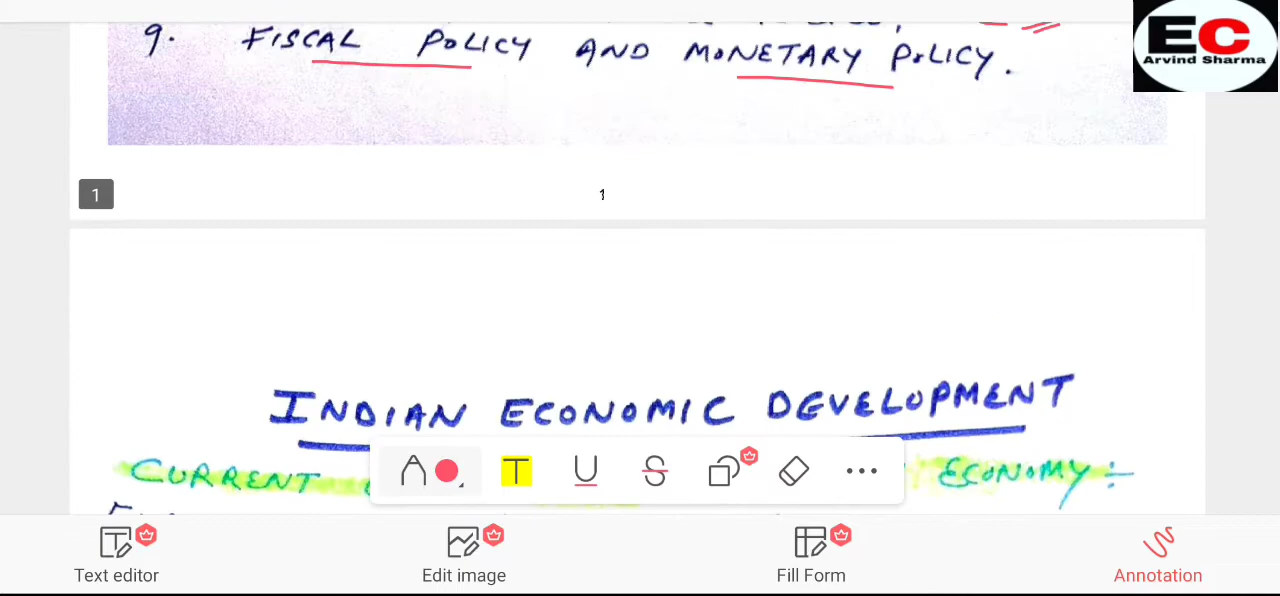 9. FISCAL POLICY AND MONETARY POLICY.
EC
Arvind Sharma
1
1
INDIAN ECONOMIC DEVELOPMENT
CURRENT ECONOMY :-
T U S
Text editor
Edit image
Fill Form
Annotation